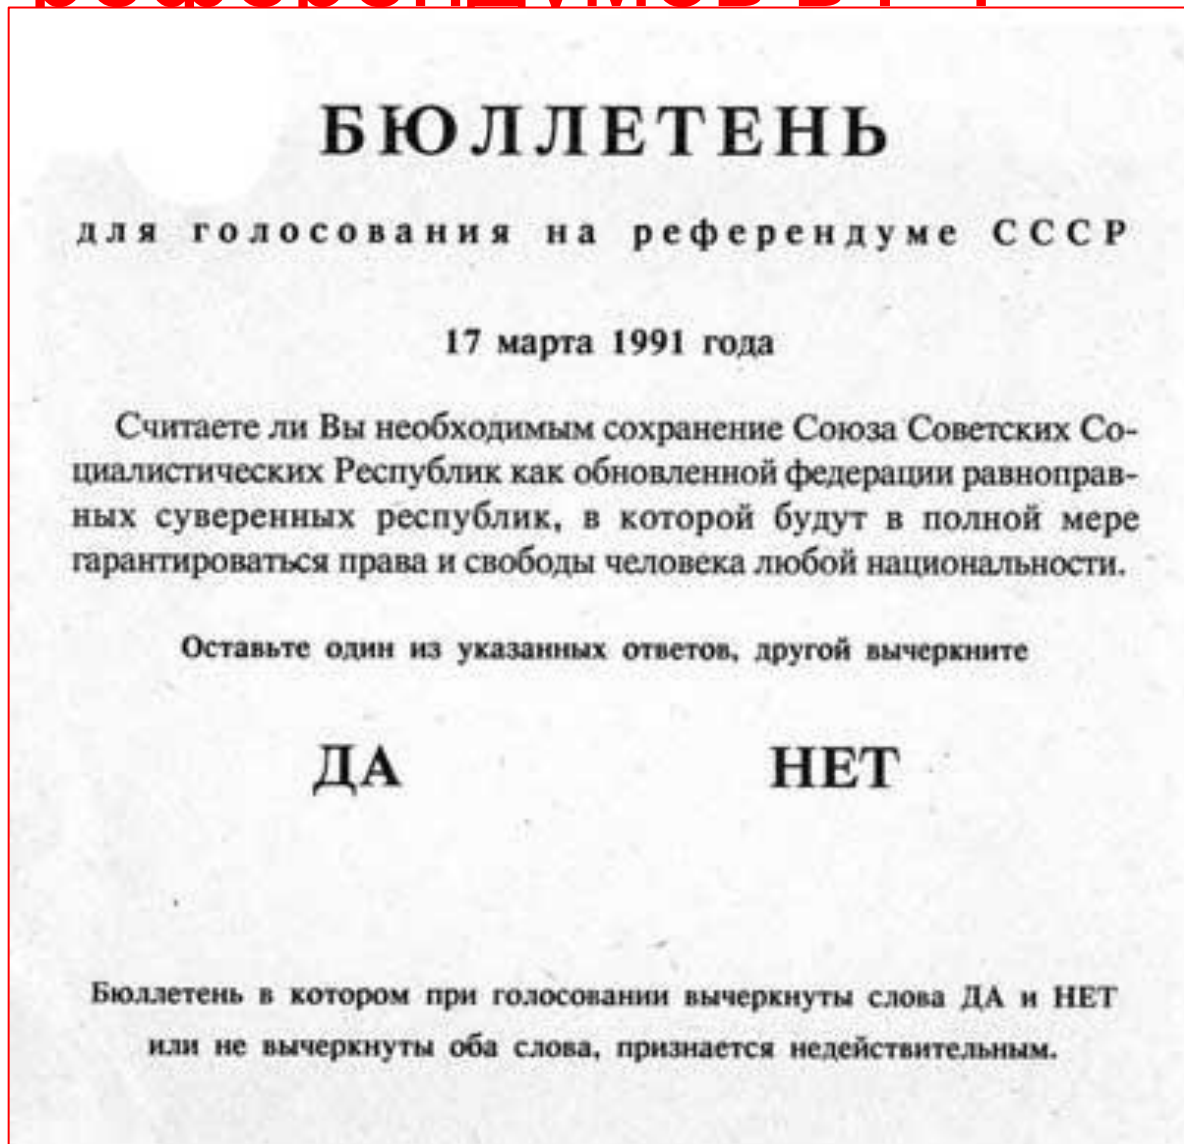 референдумов в РФ
БЮЛЛЕТЕНЬ
для голосования на референдуме СССР
17 марта 1991 года
Считаете ли Вы необходимым сохранение Союза Советских Со-
циалистических Республик как обновленной федерации равноправ-
ных суверенных республик, в которой будут в полной мере
гарантироваться права и свободы человека любой национальности.
Оставьте один из указанных ответов, другой вычеркните
ДА НЕТ
Бюллетень в котором при голосовании вычеркнуты слова ДА и НЕТ
или не вычеркнуты оба слова, признается недействительным.